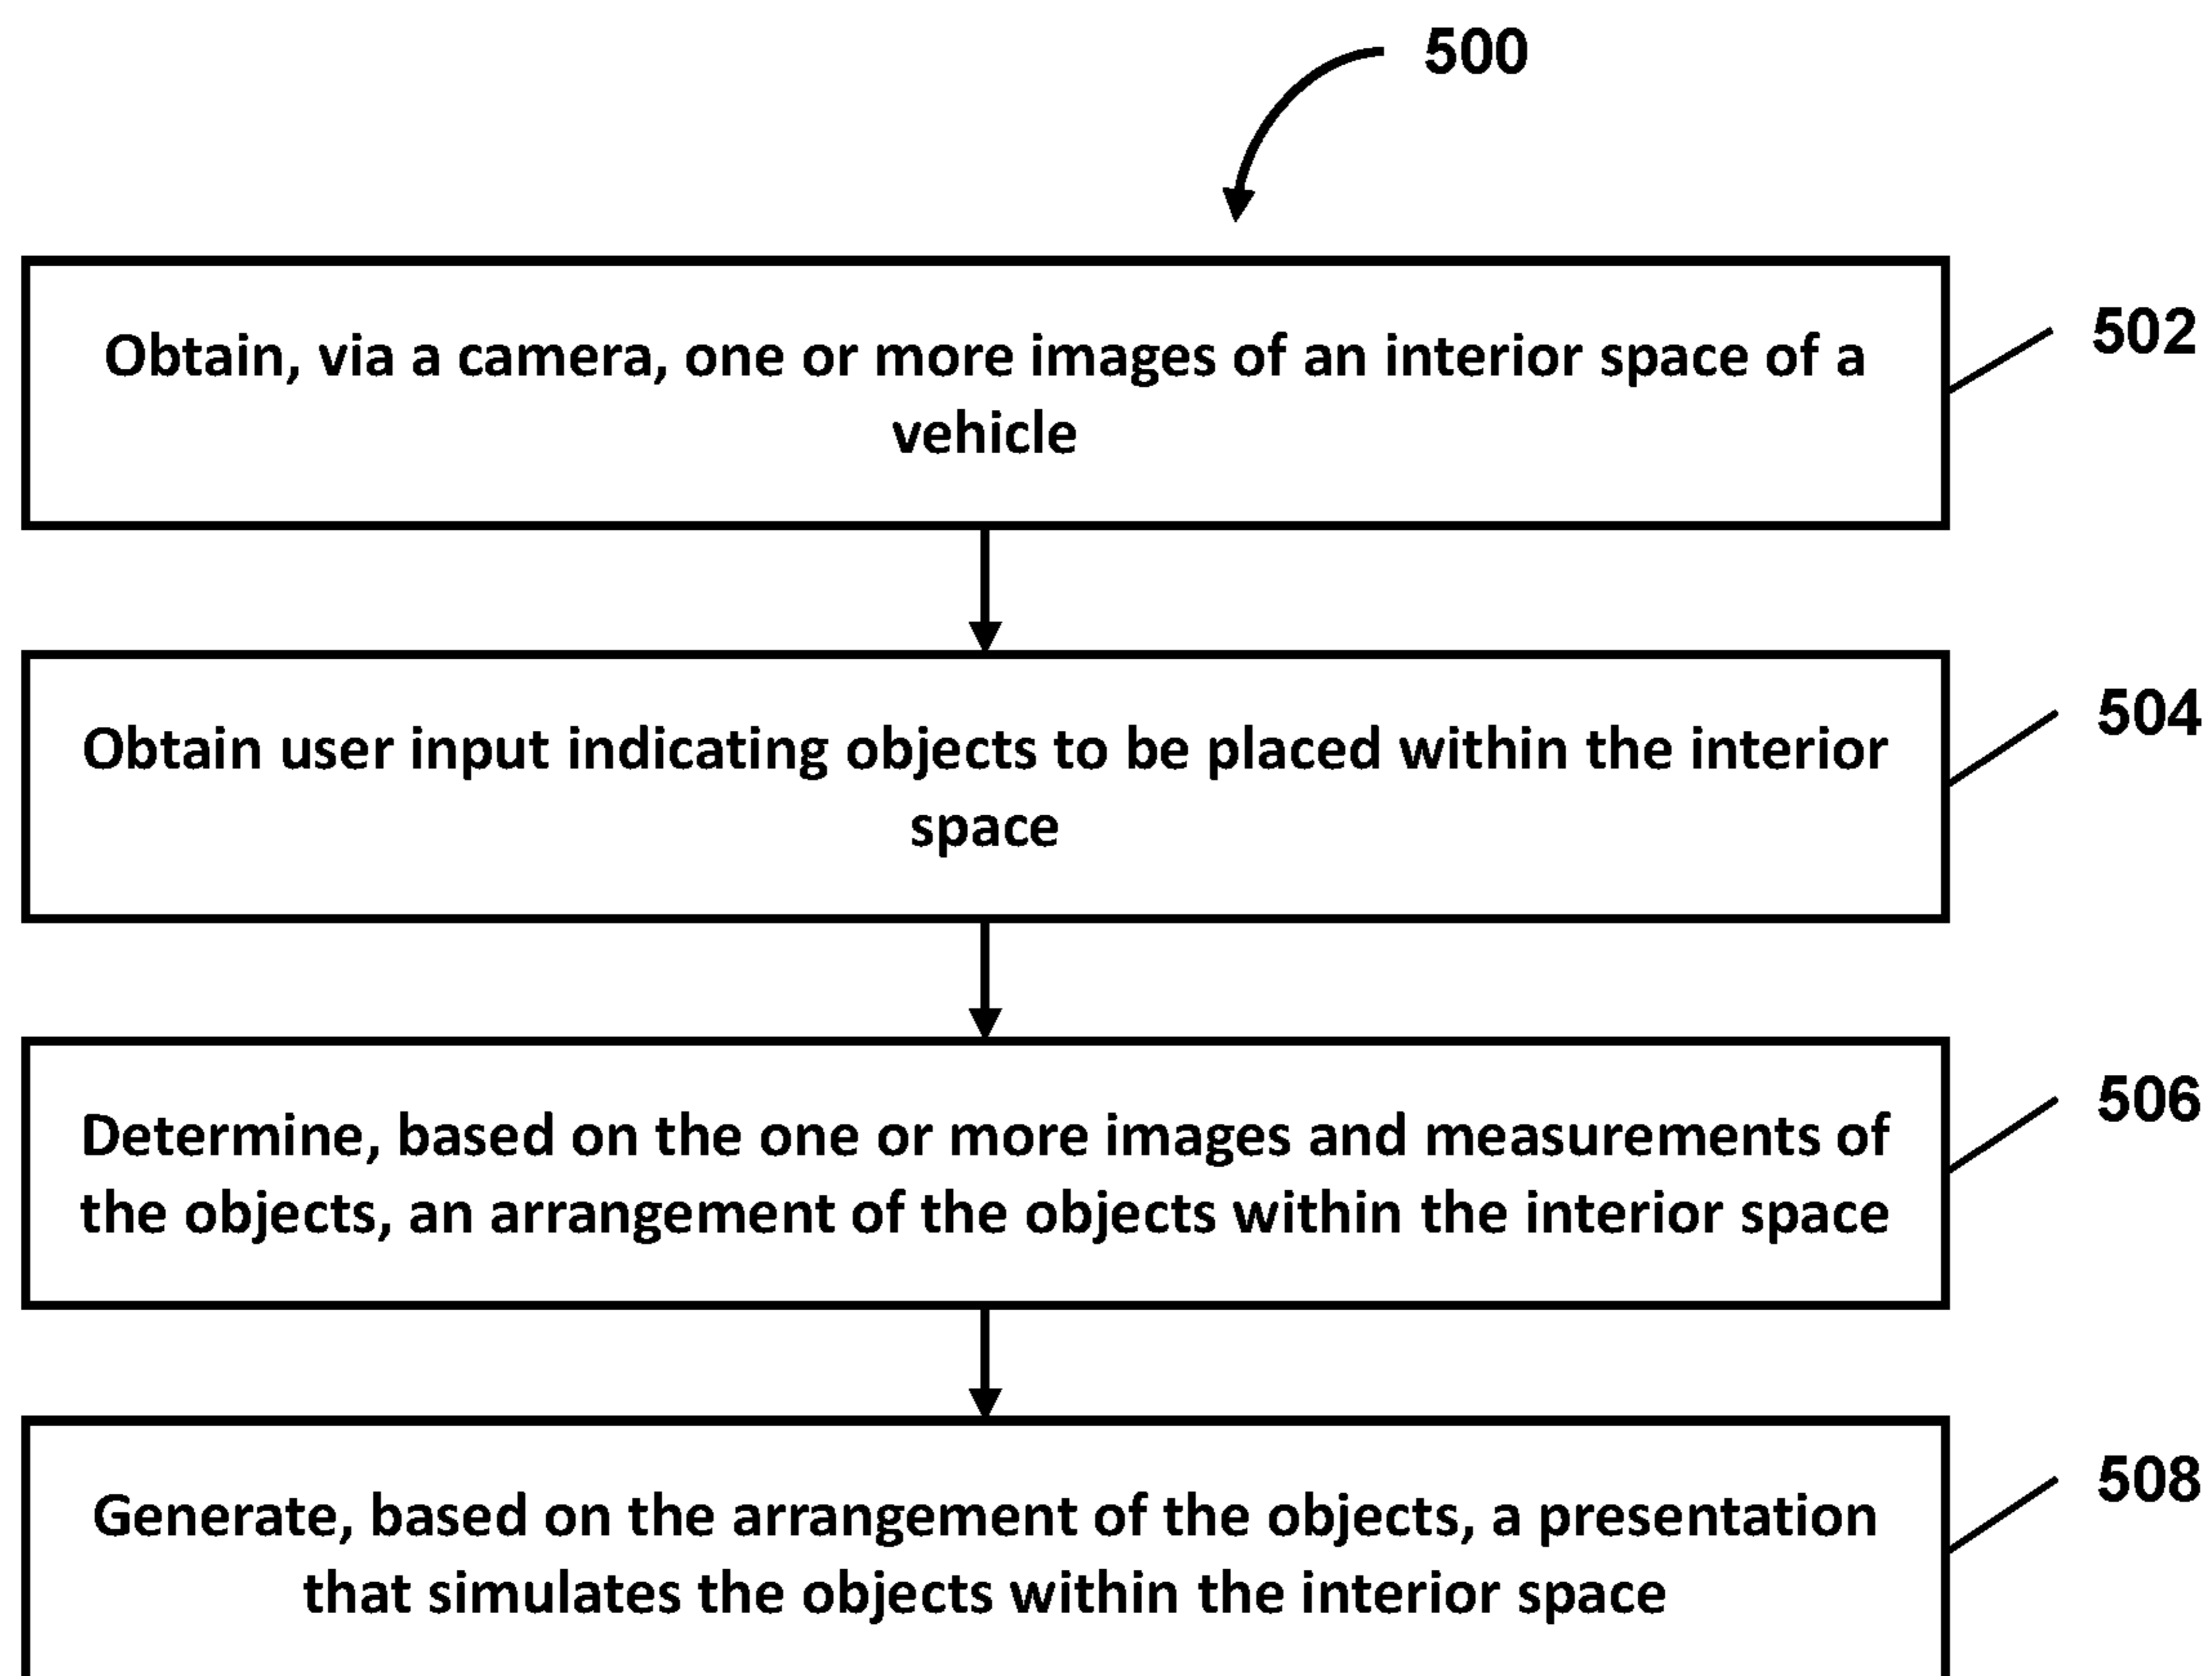 500
Obtain, via a camera, one or more images of an interior space of a
vehicle
502
Obtain user input indicating objects to be placed within the interior
space
504
Determine, based on the one or more images and measurements of
the objects, an arrangement of the objects within the interior space
506
Generate, based on the arrangement of the objects, a presentation
that simulates the objects within the interior space
508